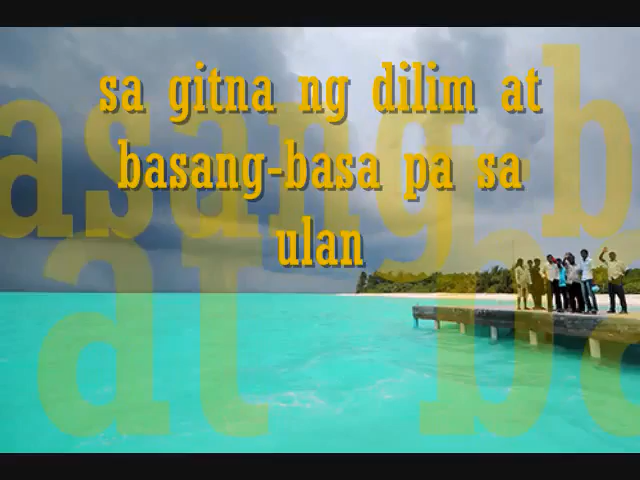 sa gitna ng dilim at
basang-basa pa sa
ulan